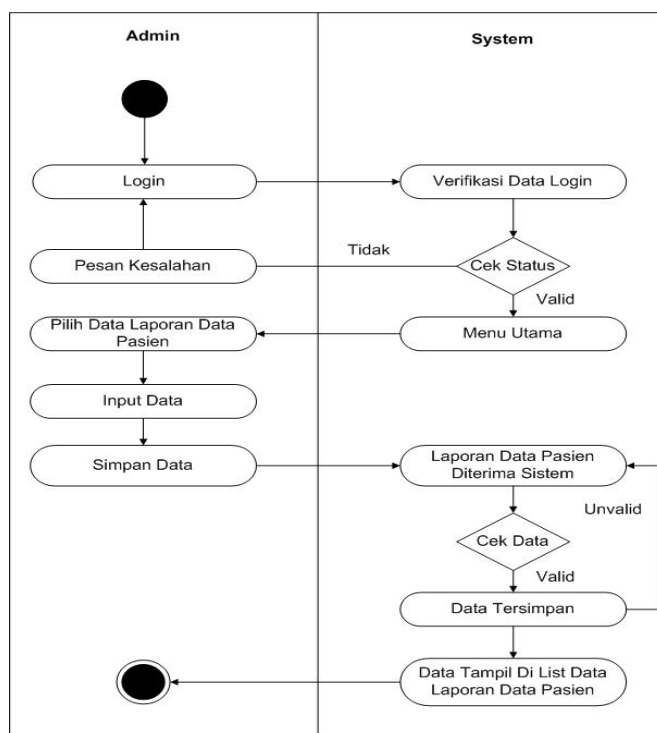 Admin
System
Login
Verifikasi Data Login
Tidak
Pesan Kesalahan
Cek Status
Valid
Pilih Data Laporan Data
Pasien
Menu Utama
Input Data
Simpan Data
Laporan Data Pasien
Diterima Sistem
Unvalid
Cek Data
Valid
Data Tersimpan
Data Tampil Di List Data
Laporan Data Pasien